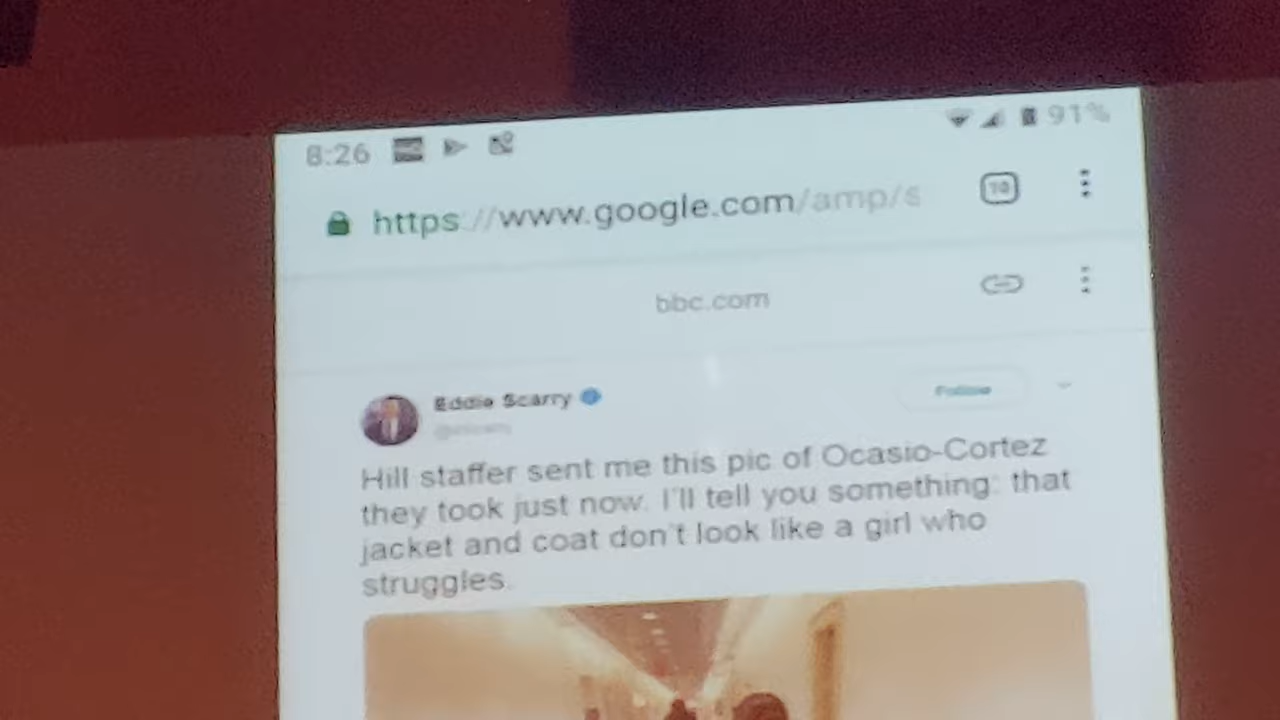 8:26
91%
https://www.google.com/amp/s
10
bbc.com
Eddie Scarry
Follow
Hill staffer sent me this pic of Ocasio-Cortez
they took just now. I'll tell you something: that
jacket and coat don't look like a girl who
struggles.